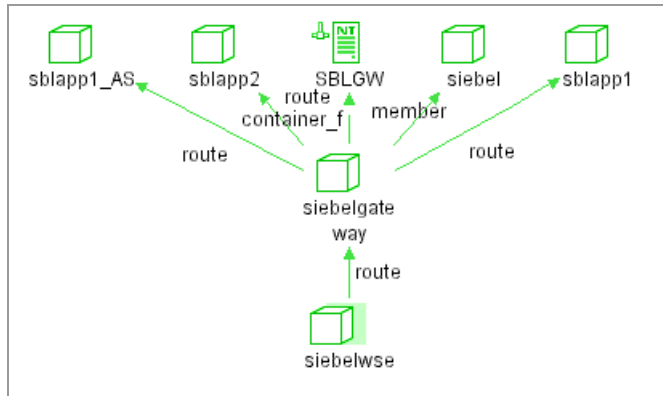 NT
sblapp1_AS
sblapp2
SBLGW
siebel
sblapp1
route
container_f
member
route
route
siebelgate
way
route
siebelwse